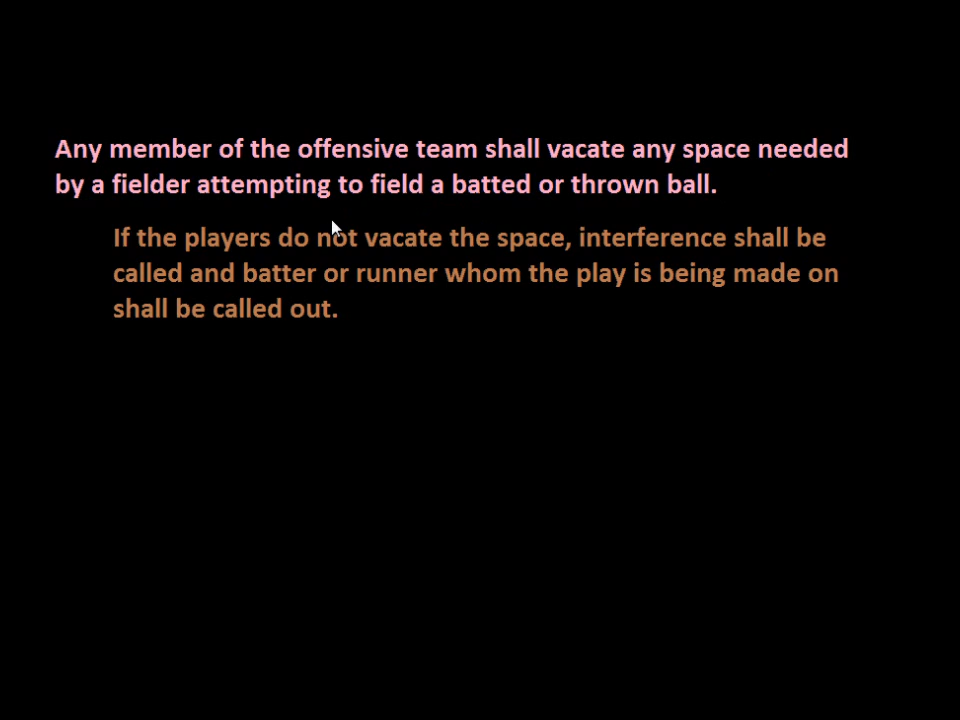 Any member of the offensive team shall vacate any space needed
by a fielder attempting to field a batted or thrown ball.
If the players do not vacate the space, interference shall be
called and batter or runner whom the play is being made on
shall be called out.